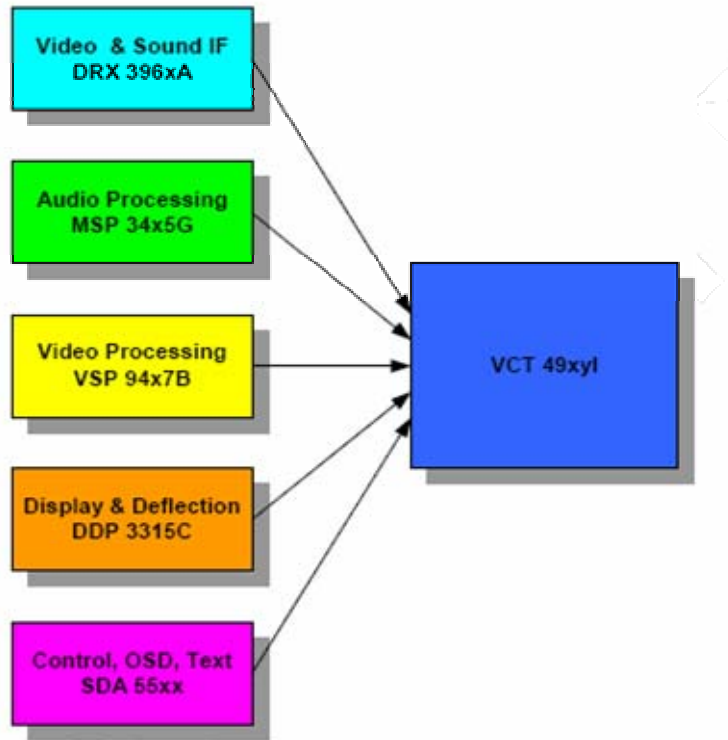 Video & Sound IF
DRX 396xA
Audio Processing
MSP 34x5G
Video Processing
VSP 94x7B
Display & Deflection
DDP 3315C
Control, OSD, Text
SDA 55xx
VCT 49xyI